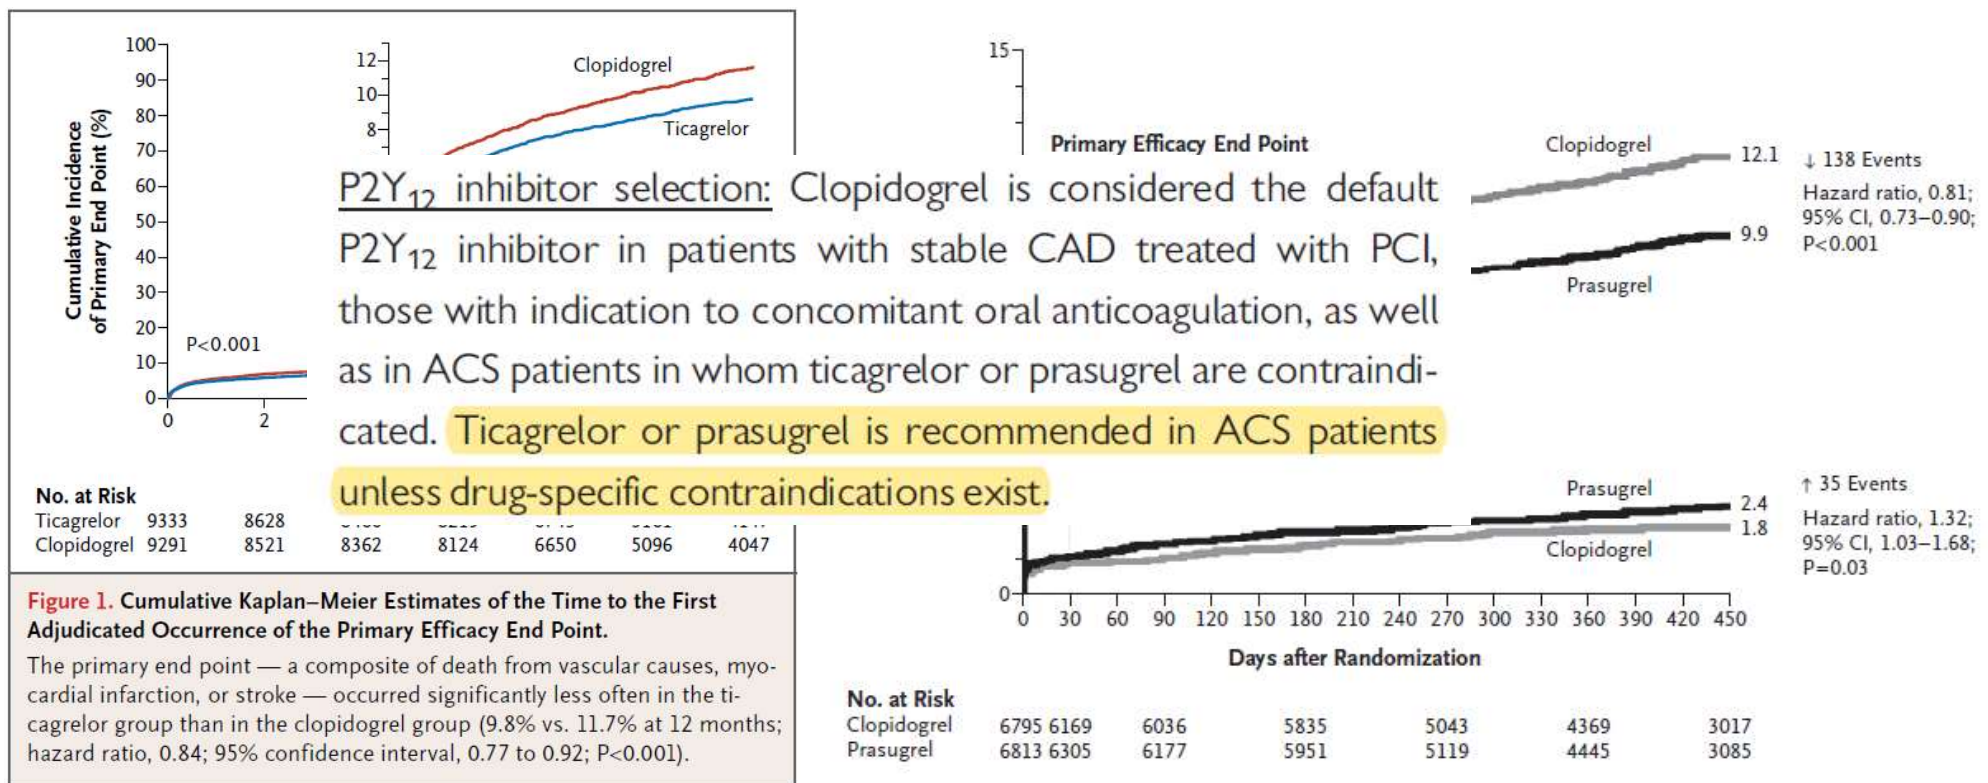 100
90
80
70
60
50
40
30
20
10
0
Cumulative Incidence
of Primary End Point (%)
P<0.001
0 2
12
10
8
Clopidogrel
Ticagrelor
P2Y12 inhibitor selection: Clopidogrel is considered the default
P2Y12 inhibitor in patients with stable CAD treated with PCI,
those with indication to concomitant oral anticoagulation, as well
as in ACS patients in whom ticagrelor or prasugrel are contraindi-
cated. Ticagrelor or prasugrel is recommended in ACS patients
unless drug-specific contraindications exist.
No. at Risk
Ticagrelor 9333 8628
Clopidogrel 9291 8521 8362 8124 6650 5096 4047
Figure 1. Cumulative Kaplan–Meier Estimates of the Time to the First
Adjudicated Occurrence of the Primary Efficacy End Point.
The primary end point — a composite of death from vascular causes, myo-
cardial infarction, or stroke — occurred significantly less often in the ti-
cagrelor group than in the clopidogrel group (9.8% vs. 11.7% at 12 months;
hazard ratio, 0.84; 95% confidence interval, 0.77 to 0.92; P<0.001).
15
Primary Efficacy End Point
Clopidogrel
12.1
↓ 138 Events
Hazard ratio, 0.81;
95% CI, 0.73–0.90;
P<0.001
9.9
Prasugrel
Prasugrel
2.4
1.8
Clopidogrel
↑ 35 Events
Hazard ratio, 1.32;
95% CI, 1.03–1.68;
P=0.03
0
0 30 60 90 120 150 180 210 240 270 300 330 360 390 420 450
Days after Randomization
No. at Risk
Clopidogrel 6795 6169 6036 5835 5043 4369 3017
Prasugrel 6813 6305 6177 5951 5119 4445 3085